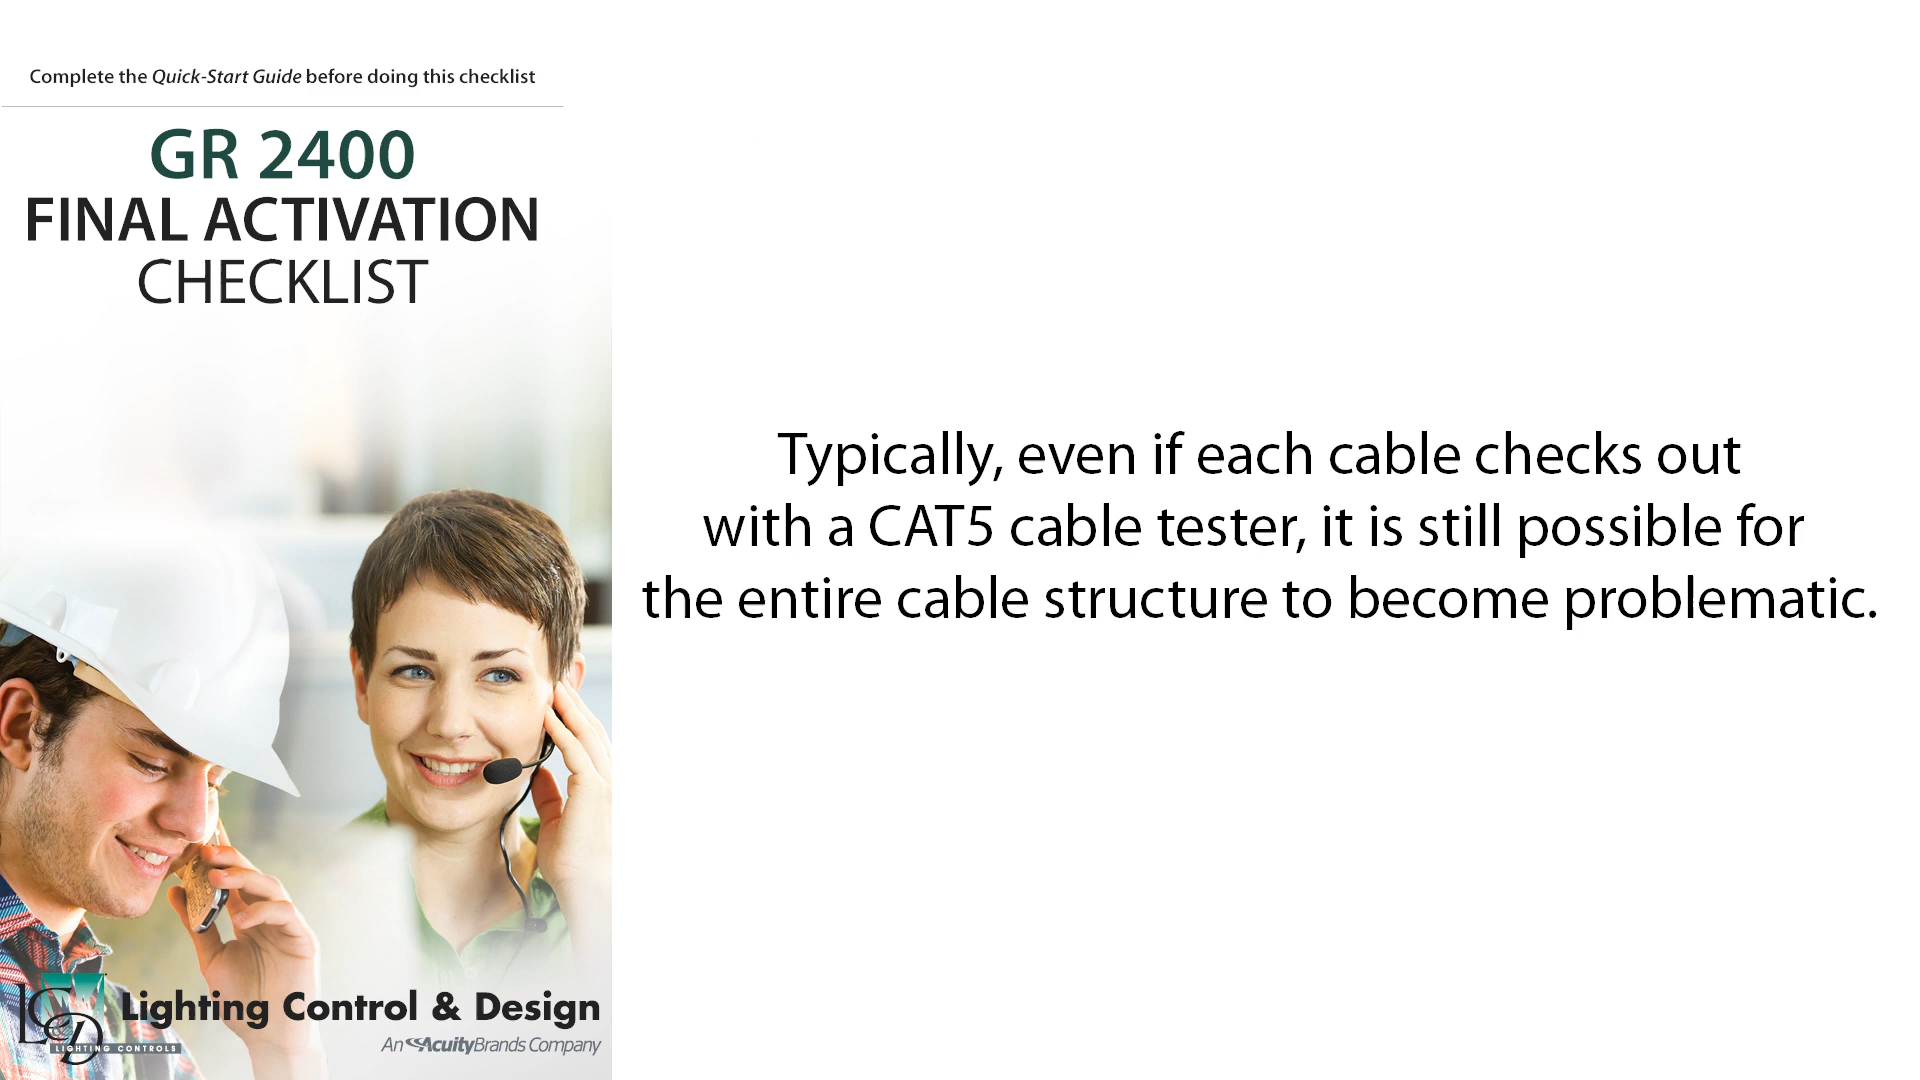 Complete the Quick-Start Guide before doing this checklist
GR 2400
FINAL ACTIVATION
CHECKLIST
Typically, even if each cable checks out
with a CAT5 cable tester, it is still possible for
the entire cable structure to become problematic.
LC&D
LIGHTING CONTROLS
Lighting Control & Design
An AcuityBrands Company